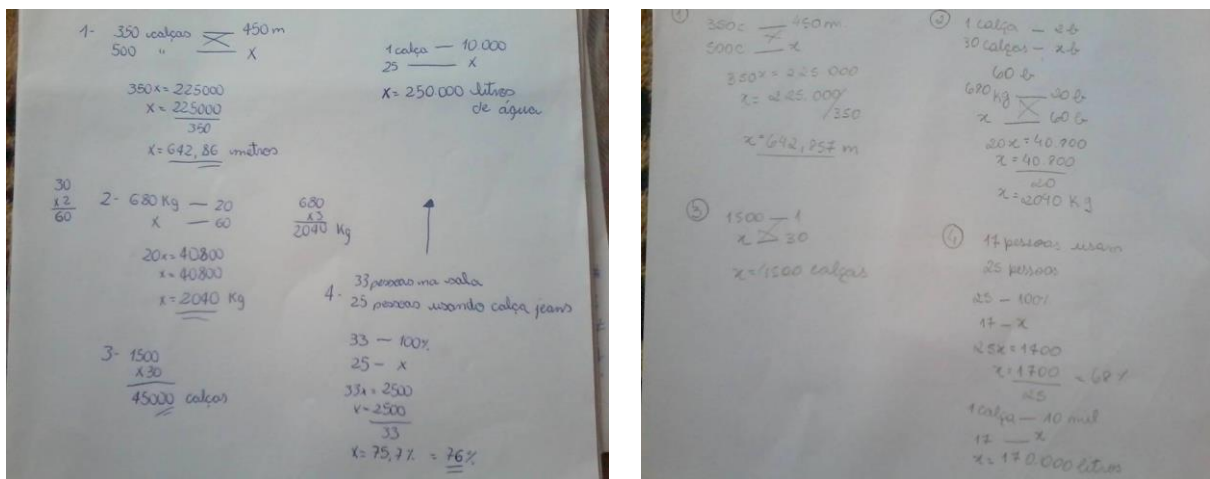 1- 350 calças — 450 m
500 " — X
350x = 225000
x = 225000
350
x = 642,86 metros
1 calça — 10.000
25 — X
X = 250 000 litros
de água
30
x2
60
2- 680 Kg — 20
X — 60
20x = 40800
x = 40800
x = 2040 Kg
680
x3
2040 Kg
3- 1500
x30
45000 calças
4- 33 pessoas na sala
25 pessoas usando calça jeans
33 — 100%
25 — x
33x = 2500
x = 2500
33
X = 75,7% = 76%
1
350c — 450m
500c — x
350x = 225.000
x = 225.000/350
x = 642,857 m
2
1 calça — 2b
30 calças — xb
60 b
680 Kg — 20 b
x — 60 b
20x = 40.800
x = 40.800
20
x = 2040 Kg
3
1500 — 1
x 30
x = 1500 calças
4
17 pessoas usam
25 pessoas
25 — 100%
17 — x
25x = 1700
x = 1700 = 68%
25
1 calça — 10 mil
17 — x
x = 170.000 litros